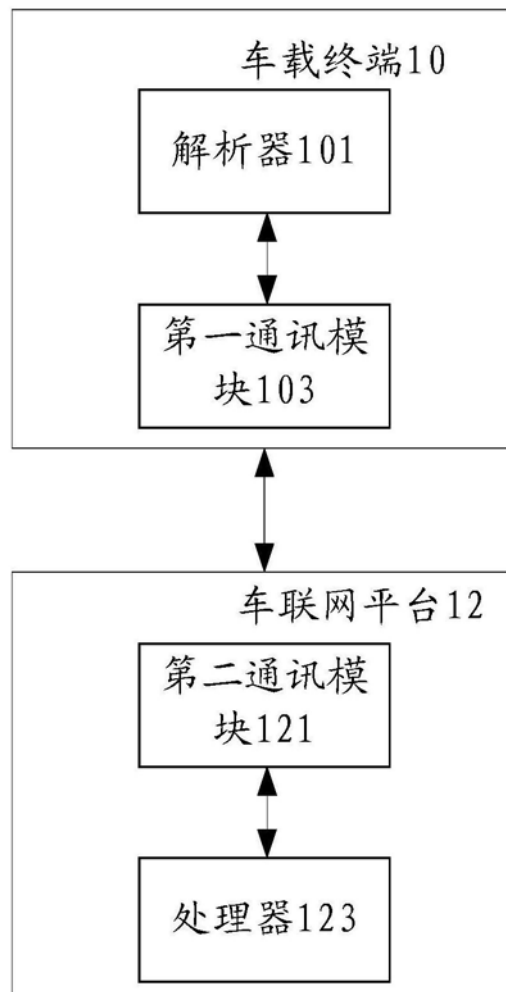 车载终端10
解析器101
第一通讯模
块103
车联网平台12
第二通讯模
块121
处理器123